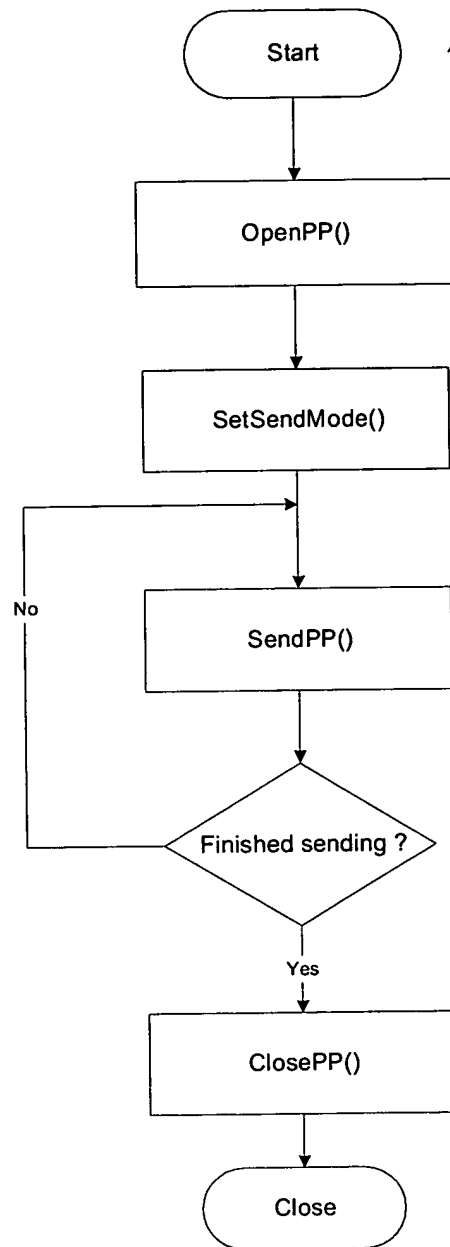 Start
OpenPP()
SetSendMode()
No
SendPP()
Finished sending ?
Yes
ClosePP()
Close